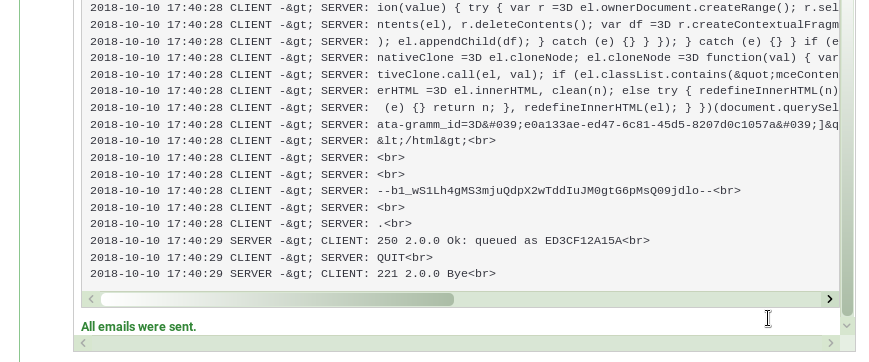 2018-10-10 17:40:28 CLIENT -&gt; SERVER: ion(value) { try { var r =3D el.ownerDocument.createRange(); r.sel
2018-10-10 17:40:28 CLIENT -&gt; SERVER: ntents(el), r.deleteContents(); var df =3D r.createContextualFragm
2018-10-10 17:40:28 CLIENT -&gt; SERVER: ); el.appendChild(df); } catch (e) {} } }); } catch (e) {} } if (e
2018-10-10 17:40:28 CLIENT -&gt; SERVER: nativeClone =3D el.cloneNode; el.cloneNode =3D function(val) { var
2018-10-10 17:40:28 CLIENT -&gt; SERVER: tiveClone.call(el, val); if (el.classList.contains(&quot;mceConten
2018-10-10 17:40:28 CLIENT -&gt; SERVER: erHTML =3D el.innerHTML, clean(n); else try { redefineInnerHTML(n)
2018-10-10 17:40:28 CLIENT -&gt; SERVER:  (e) {} return n; }, redefineInnerHTML(el); } })(document.querySel
2018-10-10 17:40:28 CLIENT -&gt; SERVER: ata-gramm_id=3D&#039;e0a133ae-ed47-6c81-45d5-8207d0c1057a&#039;]&q
2018-10-10 17:40:28 CLIENT -&gt; SERVER: &lt;/html&gt;<br>
2018-10-10 17:40:28 CLIENT -&gt; SERVER: <br>
2018-10-10 17:40:28 CLIENT -&gt; SERVER: <br>
2018-10-10 17:40:28 CLIENT -&gt; SERVER: --b1_wS1Lh4gMS3mjuQdpX2wTddIuJM0gtG6pMsQ09jdlo--<br>
2018-10-10 17:40:28 CLIENT -&gt; SERVER: <br>
2018-10-10 17:40:28 CLIENT -&gt; SERVER: .<br>
2018-10-10 17:40:29 SERVER -&gt; CLIENT: 250 2.0.0 Ok: queued as ED3CF12A15A<br>
2018-10-10 17:40:29 CLIENT -&gt; SERVER: QUIT<br>
2018-10-10 17:40:29 SERVER -&gt; CLIENT: 221 2.0.0 Bye<br>
All emails were sent.